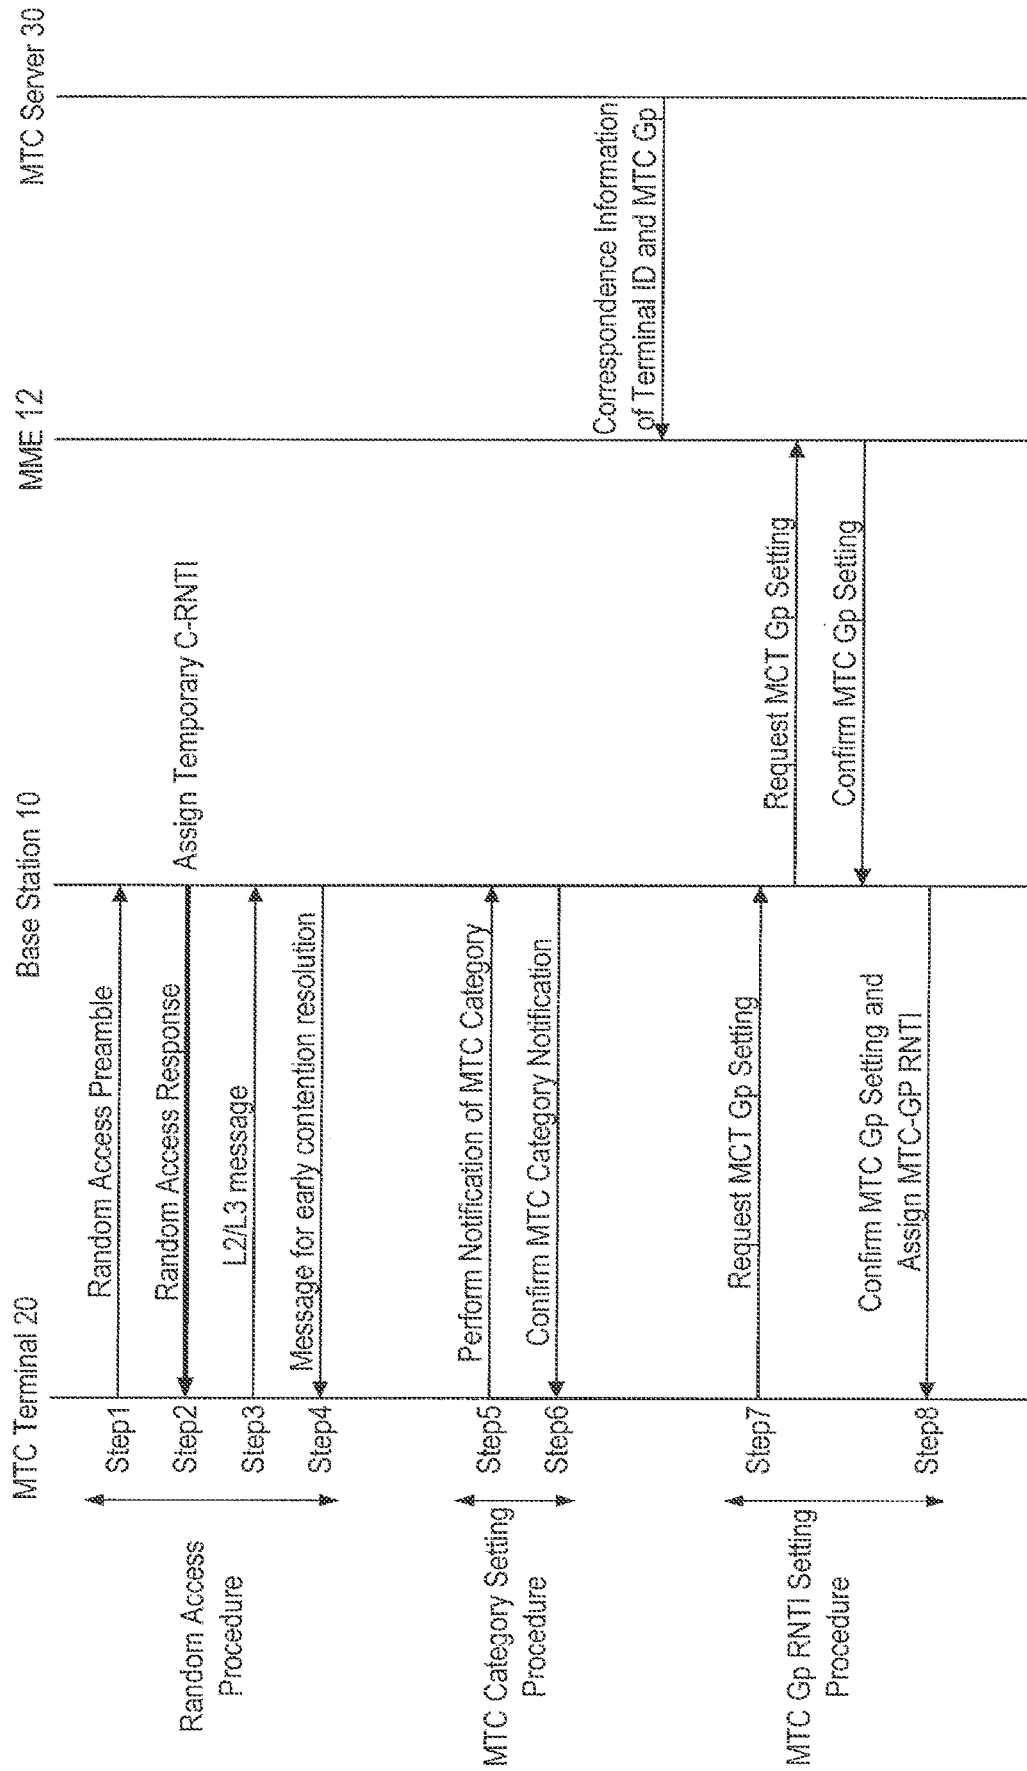 MTC Terminal 20
Base Station 10
MME 12
MTC Server 30
Random Access
Procedure
Step1
Random Access Preamble
Step2
Random Access Response
Assign Temporary C-RNTI
Step3
L2/L3 message
Step4
Message for early contention resolution
MTC Category Setting
Procedure
Step5
Perform Notification of MTC Category
Step6
Confirm MTC Category Notification
Correspondence Information
of Terminal ID and MTC Gp
MTC Gp RNTI Setting
Procedure
Step7
Request MCT Gp Setting
Request MCT Gp Setting
Confirm MTC Gp Setting
Step8
Confirm MTC Gp Setting and
Assign MTC-GP RNTI